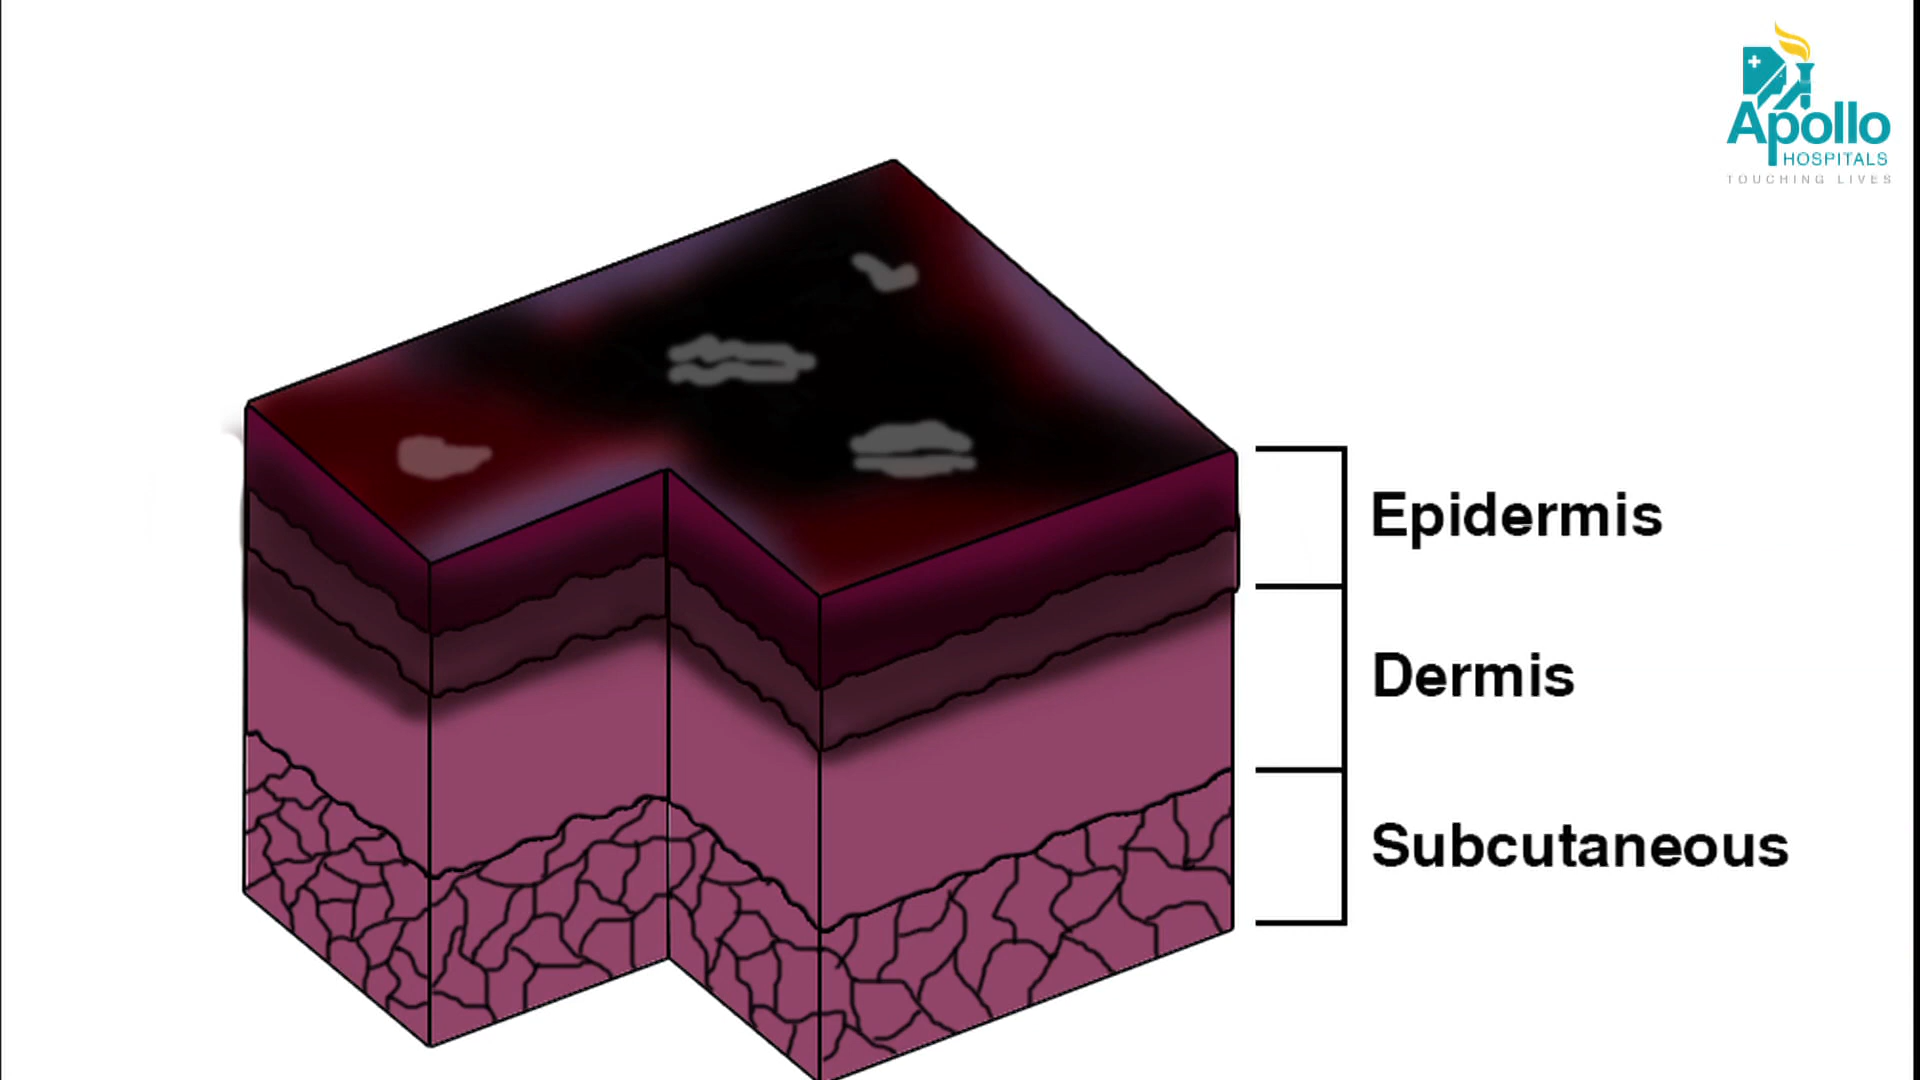 Apollo
HOSPITALS
TOUCHING LIVES
Epidermis
Dermis
Subcutaneous